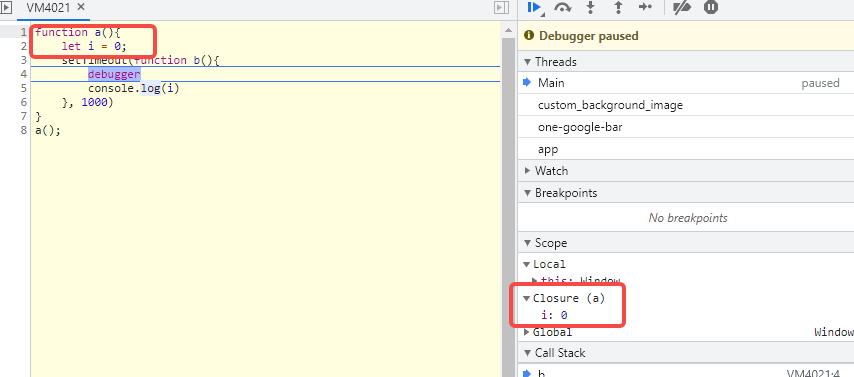 VM4021
1 function a(){
2 let i = 0;
3 setTimeout(function b(){
4 debugger
5 console.log(i)
6 }, 1000)
7 }
8 a();
Debugger paused
Threads
Main paused
custom_background_image
one-google-bar
app
Watch
Breakpoints
No breakpoints
Scope
Local
this: Window
Closure (a)
i: 0
Global Window
Call Stack
b VM4021:4